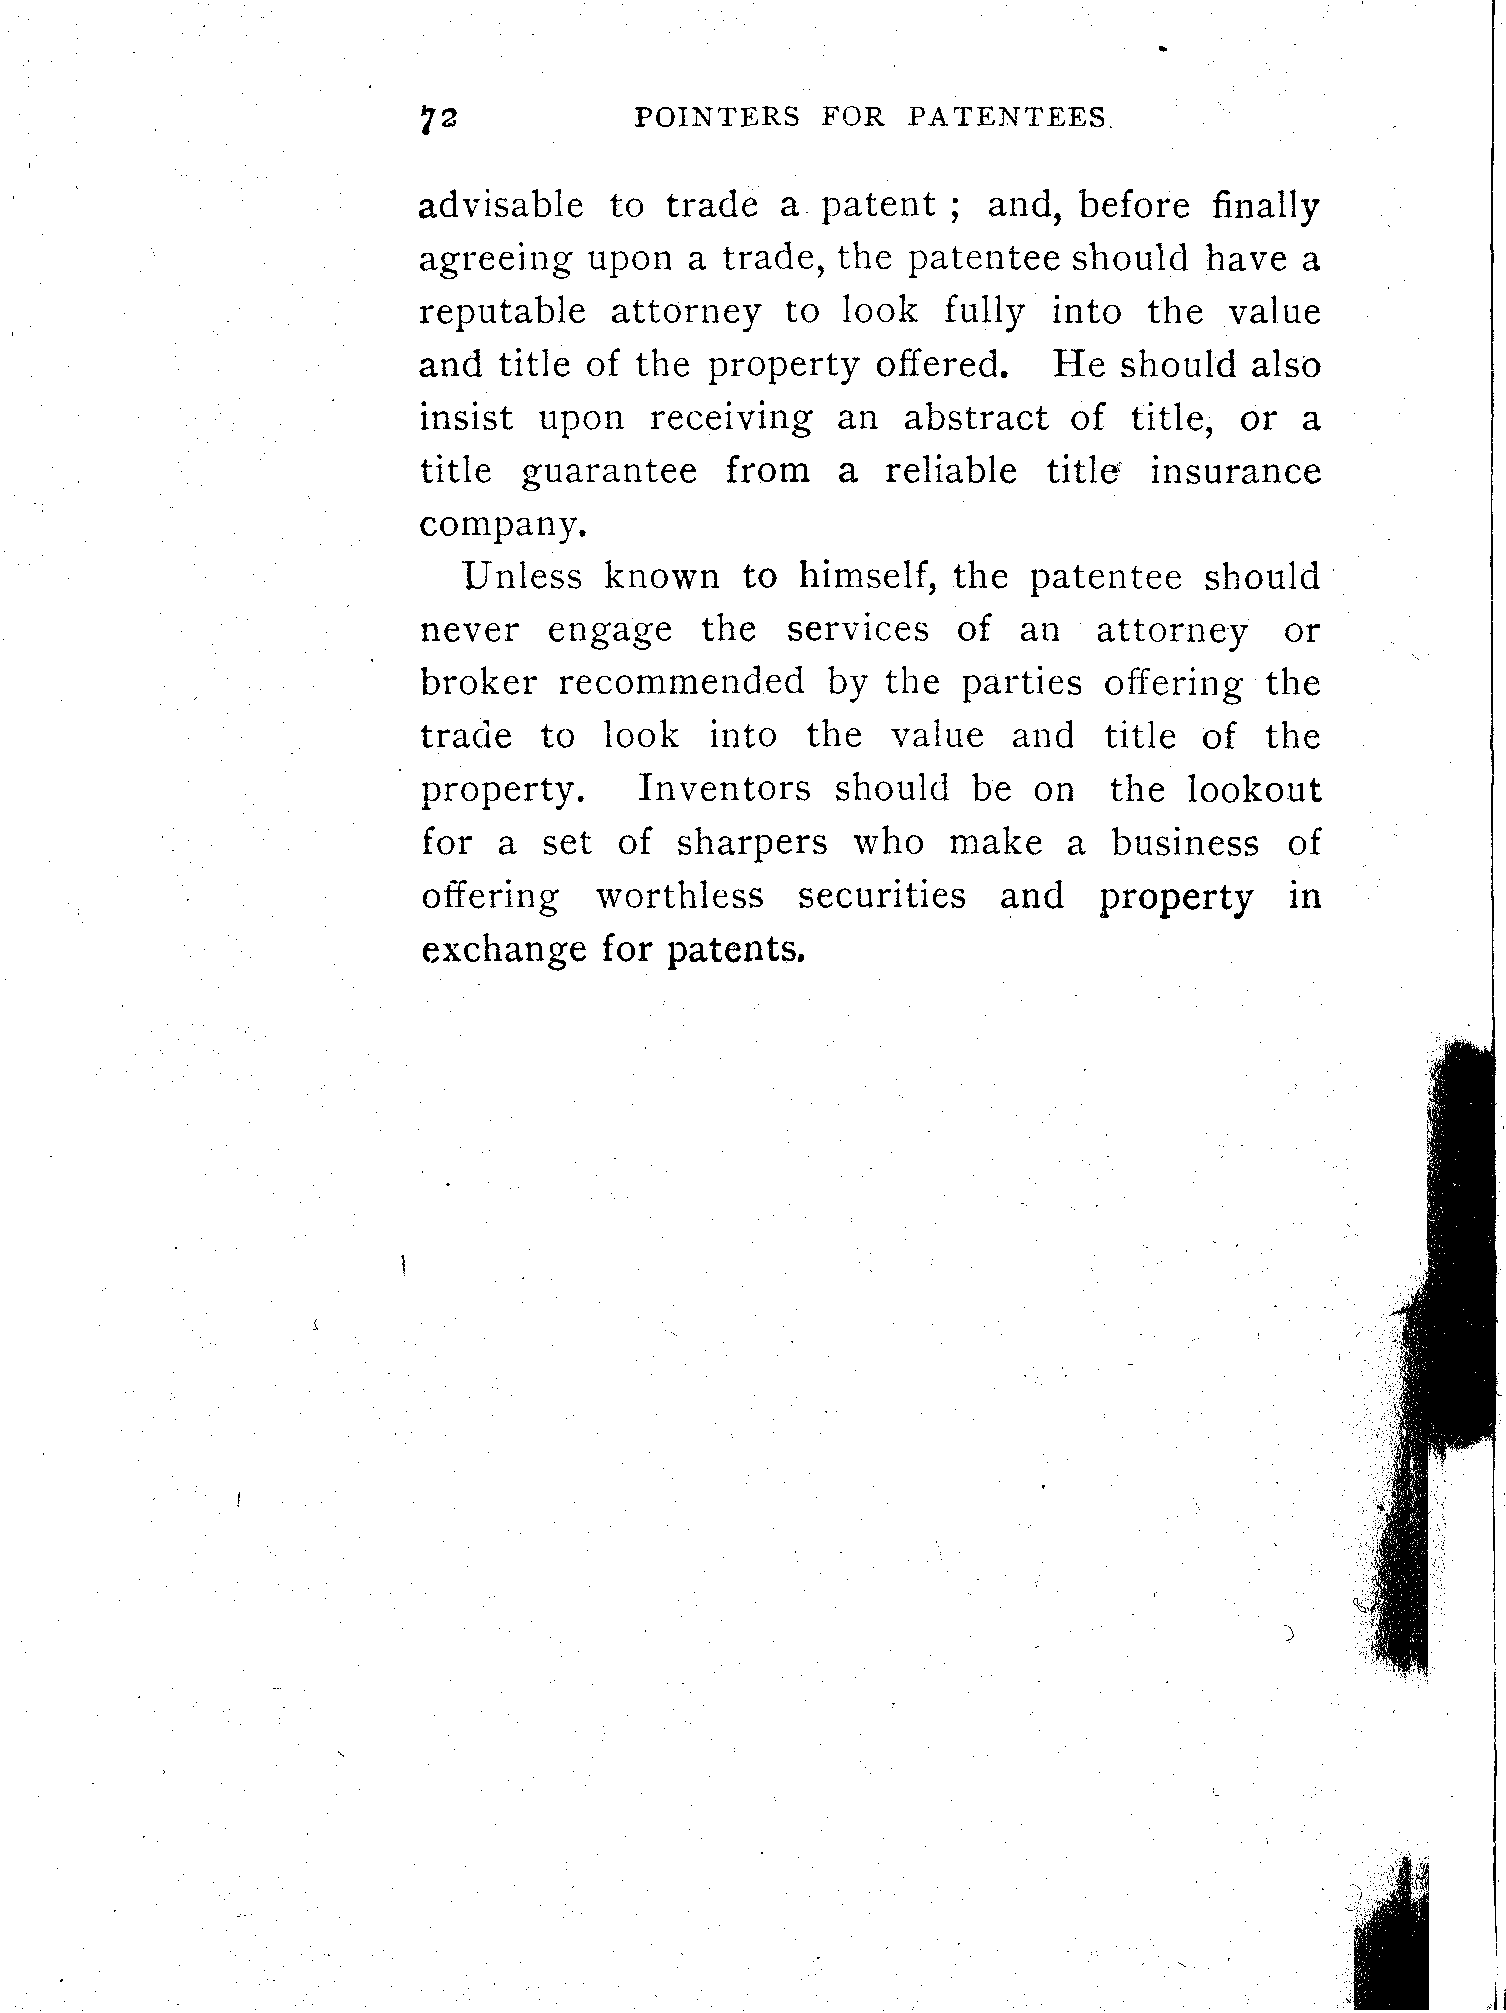 72 POINTERS FOR PATENTEES.
advisable to trade a patent ; and, before finally
agreeing upon a trade, the patentee should have a
reputable attorney to look fully into the value
and title of the property offered. He should also
insist upon receiving an abstract of title, or a
title guarantee from a reliable title insurance
company.
Unless known to himself, the patentee should
never engage the services of an attorney or
broker recommended by the parties offering the
trade to look into the value and title of the
property. Inventors should be on the lookout
for a set of sharpers who make a business of
offering worthless securities and property in
exchange for patents.